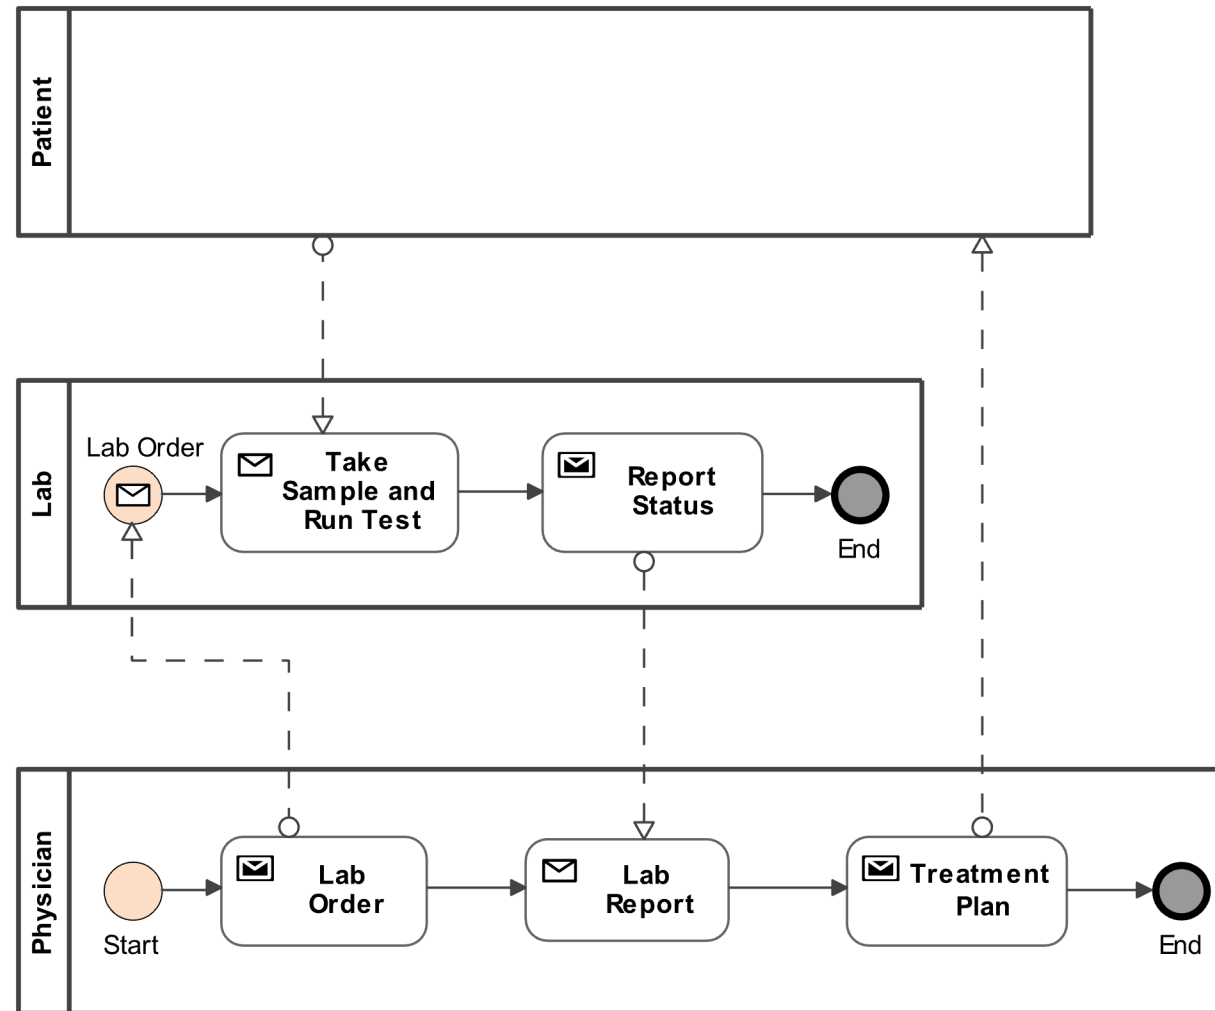 Patient
Lab
Lab Order
Take
Sample and
Run Test
Report
Status
End
Physician
Start
Lab
Order
Lab
Report
Treatment
Plan
End